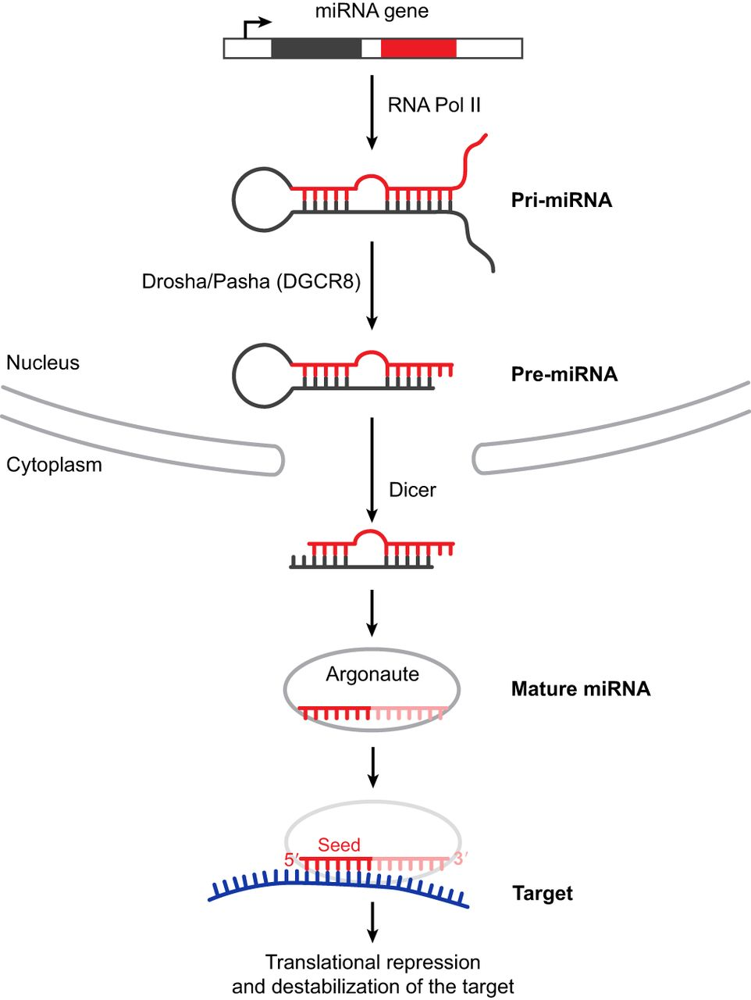 miRNA gene
RNA Pol II
Pri-miRNA
Drosha/Pasha (DGCR8)
Nucleus
Pre-miRNA
Cytoplasm
Dicer
Argonaute
Mature miRNA
Seed
5′
3′
Target
Translational repression
and destabilization of the target